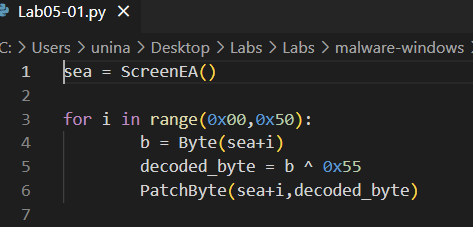 Lab05-01.py
C: > Users > unina > Desktop > Labs > Labs > malware-windows >
1 sea = ScreenEA()
2
3 for i in range(0x00,0x50):
4 b = Byte(sea+i)
5 decoded_byte = b ^ 0x55
6 PatchByte(sea+i,decoded_byte)
7